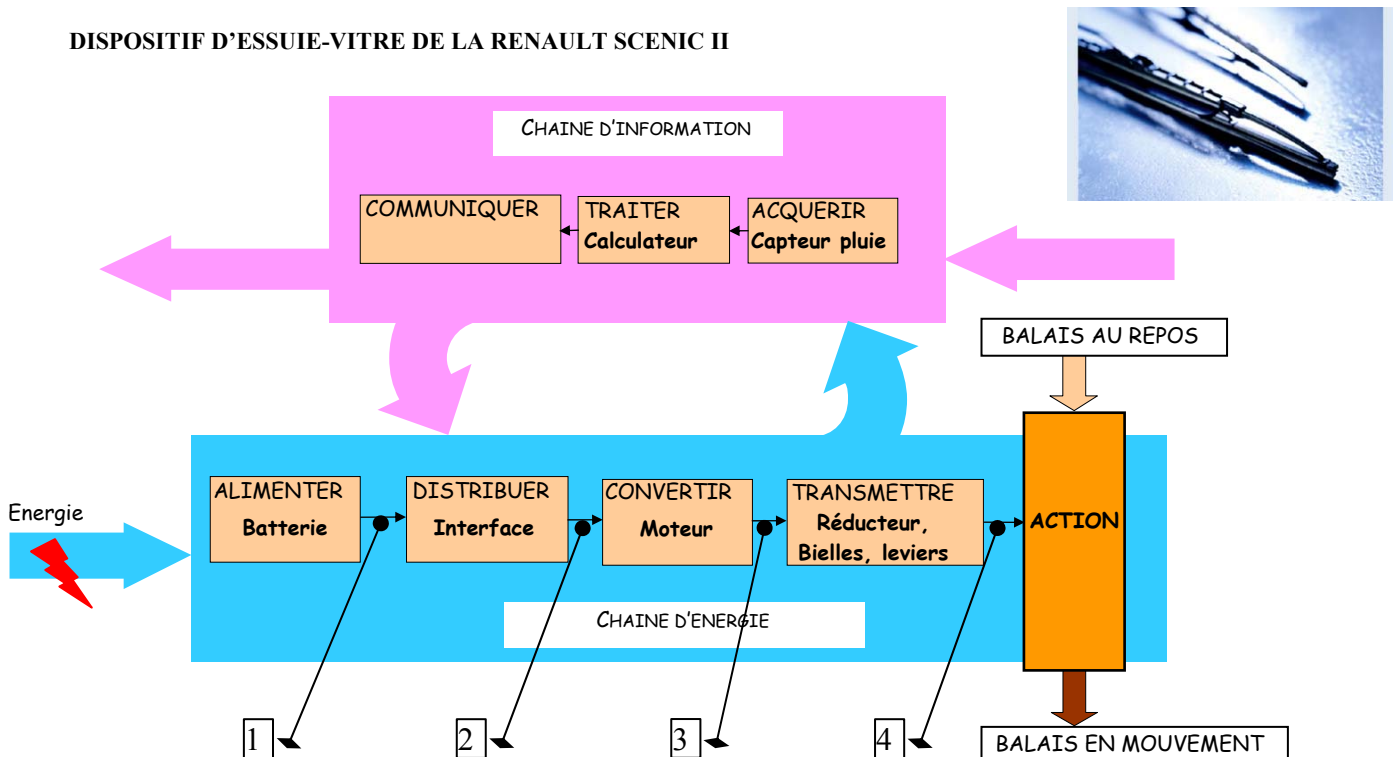 DISPOSITIF D'ESSUIE-VITRE DE LA RENAULT SCENIC II
CHAINE D'INFORMATION
COMMUNIQUER
TRAITER
Calculateur
ACQUERIR
Capteur pluie
BALAIS AU REPOS
Energie
ALIMENTER
Batterie
DISTRIBUER
Interface
CONVERTIR
Moteur
TRANSMETTRE
Réducteur,
Bielles, leviers
ACTION
CHAINE D'ENERGIE
1
2
3
4
BALAIS EN MOUVEMENT